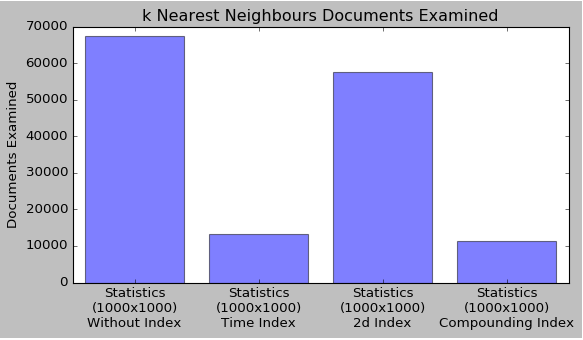 k Nearest Neighbours Documents Examined
Documents Examined
70000
60000
50000
40000
30000
20000
10000
0
Statistics
(1000x1000)
Without Index
Statistics
(1000x1000)
Time Index
Statistics
(1000x1000)
2d Index
Statistics
(1000x1000)
Compounding Index